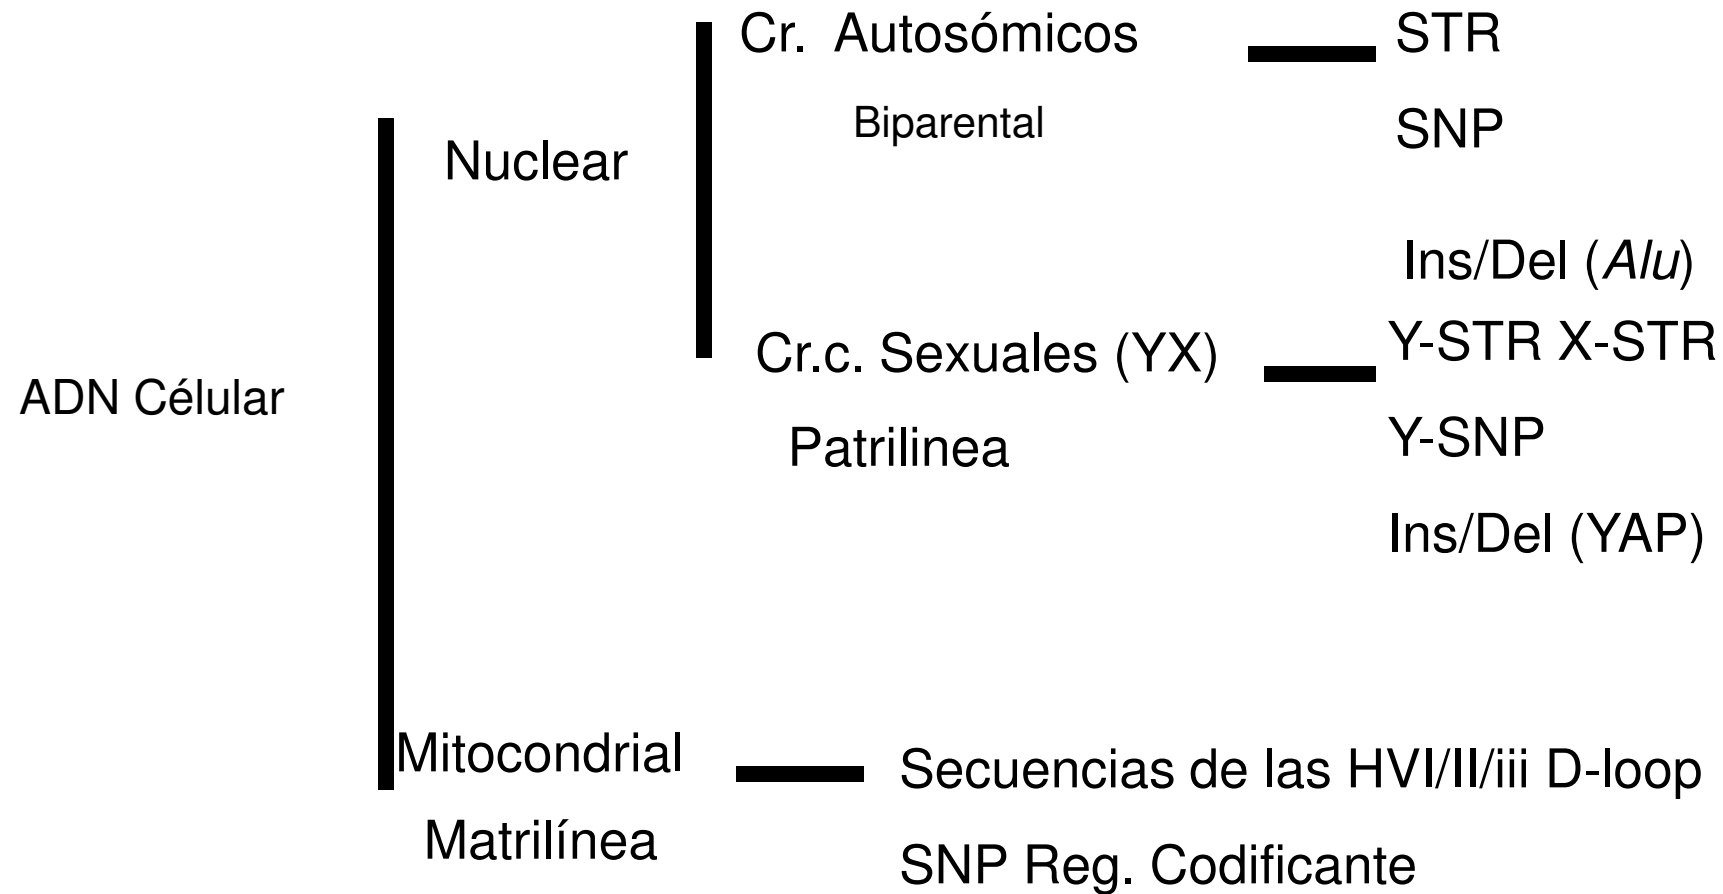 Cr. Autosómicos
STR
Biparental
SNP
Nuclear
Ins/Del (Alu)
Cr.c. Sexuales (YX)
Y-STR X-STR
ADN Célular
Patrilinea
Y-SNP
Ins/Del (YAP)
Mitocondrial
Secuencias de las HVI/II/iii D-loop
Matrilínea
SNP Reg. Codificante